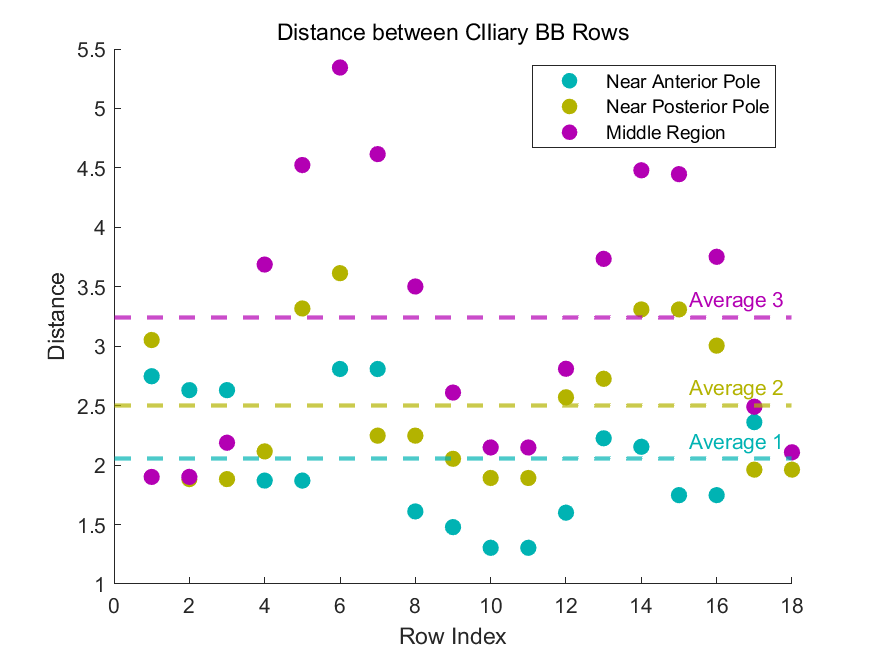 Distance between CIliary BB Rows
Near Anterior Pole
Near Posterior Pole
Middle Region
Average 3
Average 2
Average 1
5.5
5
4.5
4
3.5
3
2.5
2
1.5
1
Distance
0 2 4 6 8 10 12 14 16 18
Row Index